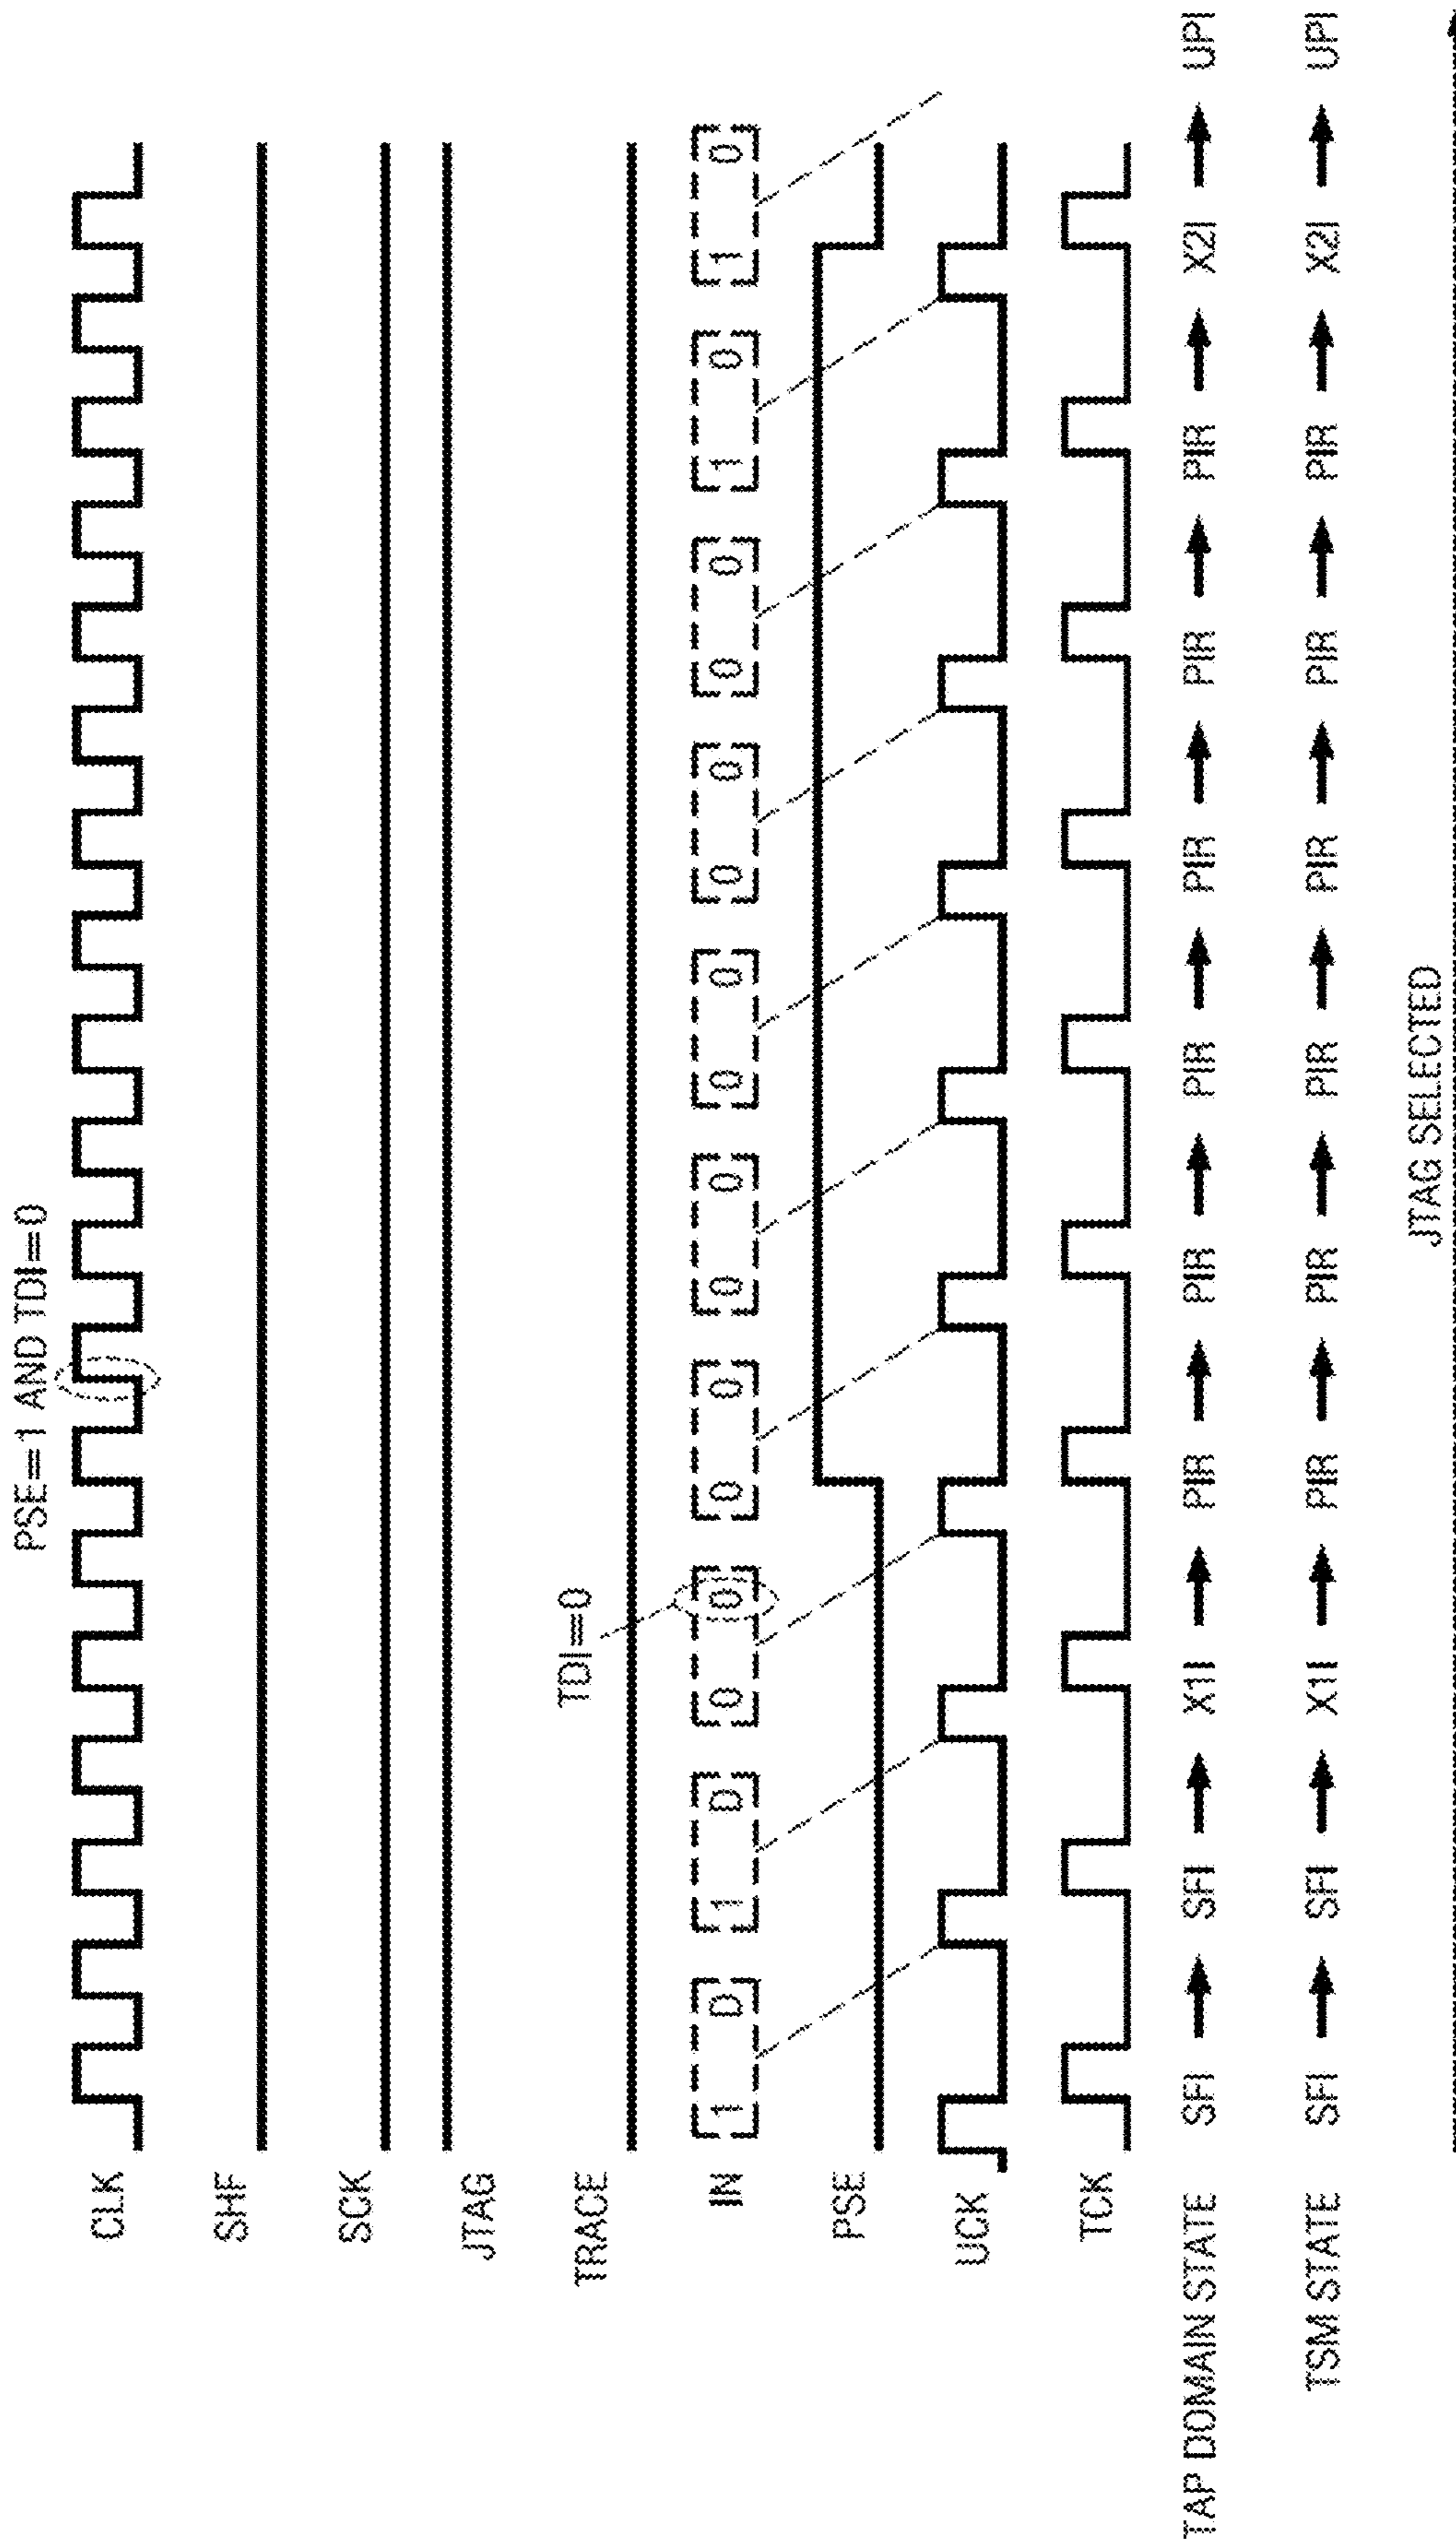 PSE=1 AND TDI=0
CLK
SHF
SCK
JTAG
TRACE
TDI=0
IN 1 D 1 D 0 0 0 0 0 0 0 0 0 0 0 0 1 0 1 0
PSE
UCK
TCK
TAP DOMAIN STATE SFI SFI X1I PIR PIR PIR PIR PIR PIR X2I UPI
TSM STATE SFI SFI X1I PIR PIR PIR PIR PIR PIR X2I UPI
JTAG SELECTED